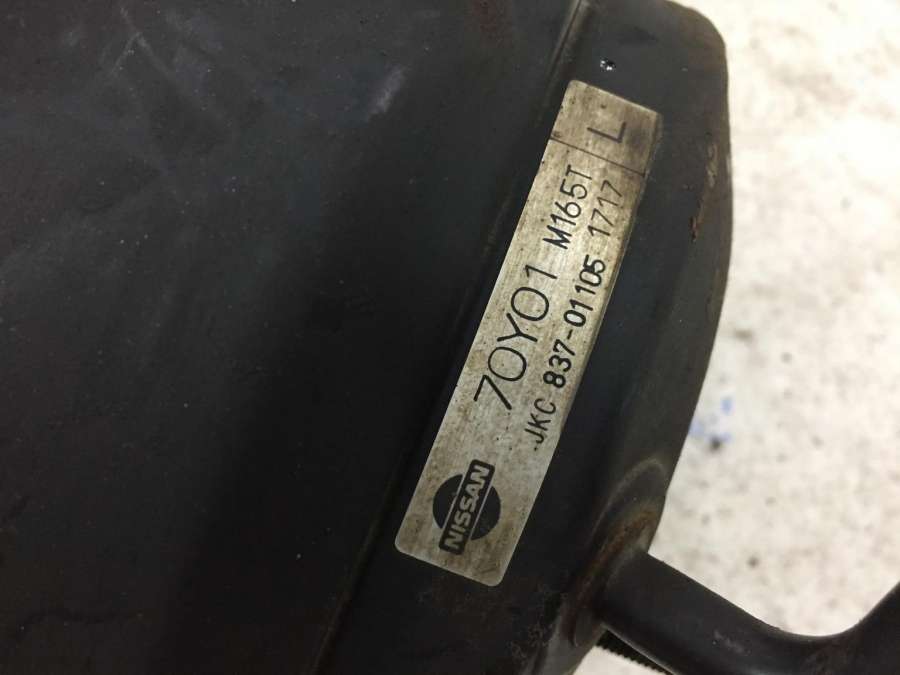 NISSAN
70Y01 M165T L
JKC 837-01105 1717